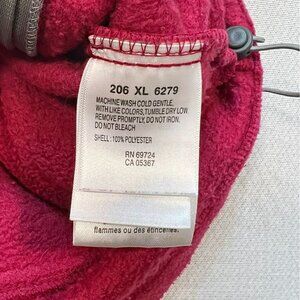 206 XL 6279
MACHINE WASH COLD GENTLE,
WITH LIKE COLORS, TUMBLE DRY LOW.
REMOVE PROMPTLY, DO NOT IRON.
DO NOT BLEACH
SHELL: 100% POLYESTER
RN 69724
CA 05367
flammes ou des étincelles.